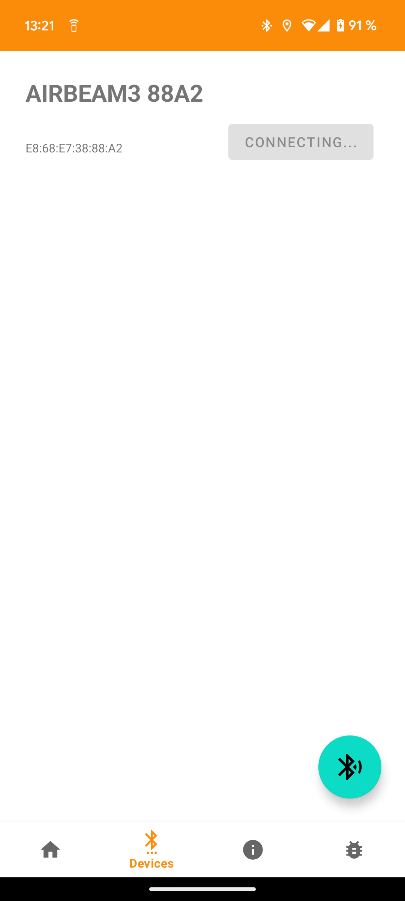 13:21
91 %
AIRBEAM3 88A2
E8:68:E7:38:88:A2
CONNECTING...
Devices